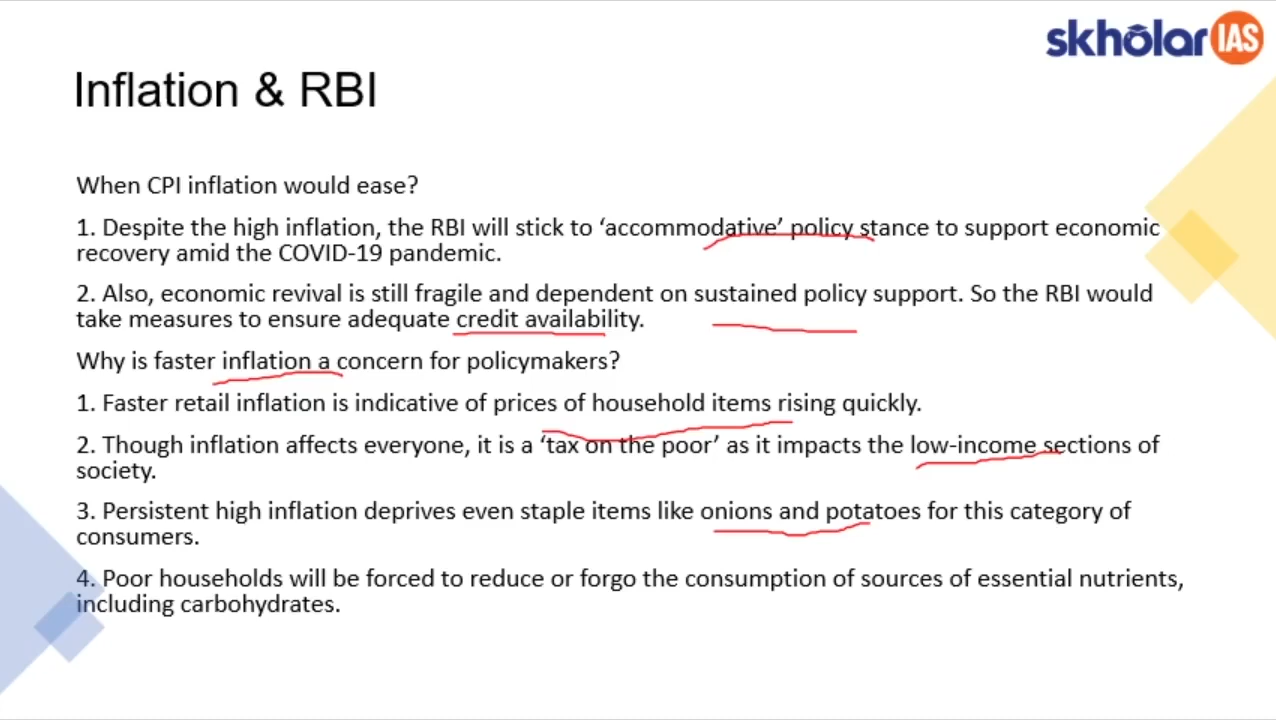 skholar IAS
Inflation & RBI
When CPI inflation would ease?
1. Despite the high inflation, the RBI will stick to ‘accommodative’ policy stance to support economic
recovery amid the COVID-19 pandemic.
2. Also, economic revival is still fragile and dependent on sustained policy support. So the RBI would
take measures to ensure adequate credit availability.
Why is faster inflation a concern for policymakers?
1. Faster retail inflation is indicative of prices of household items rising quickly.
2. Though inflation affects everyone, it is a ‘tax on the poor’ as it impacts the low-income sections of
society.
3. Persistent high inflation deprives even staple items like onions and potatoes for this category of
consumers.
4. Poor households will be forced to reduce or forgo the consumption of sources of essential nutrients,
including carbohydrates.